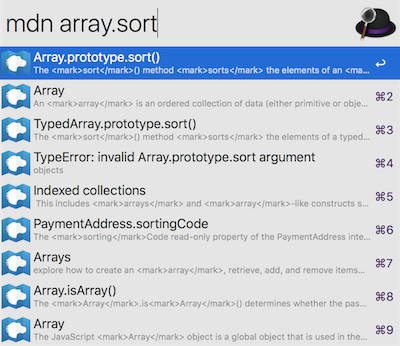 mdn array.sort
Array.prototype.sort()
The <mark>sort</mark>() method <mark>sorts</mark> the elements of an <ma...
Array
An <mark>array</mark> is an ordered collection of data (either primitive or obje...
⌘2
TypedArray.prototype.sort()
The <mark>sort</mark>() method <mark>sorts</mark> the elements of a typed...
⌘3
TypeError: invalid Array.prototype.sort argument
objects
⌘4
Indexed collections
This includes <mark>arrays</mark> and <mark>array</mark>-like constructs s...
⌘5
PaymentAddress.sortingCode
The <mark>sorting</mark>Code read-only property of the PaymentAddress inte...
⌘6
Arrays
explore how to create an <mark>array</mark>, retrieve, add, and remove items...
⌘7
Array.isArray()
The <mark>Array</mark>.is<mark>Array</mark>() determines whether the pas...
⌘8
Array
The JavaScript <mark>Array</mark> object is a global object that is used in the...
⌘9